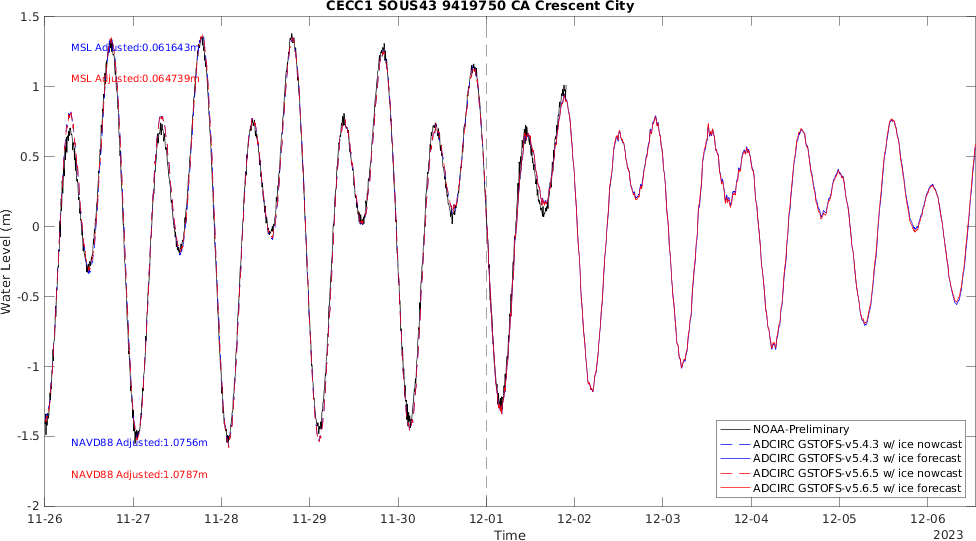 CECC1 SOUS43 9419750 CA Crescent City
1.5
1
0.5
0
-0.5
-1
-1.5
-2
Water Level (m)
MSL Adjusted:0.061643m
MSL Adjusted:0.064739m
NAVD88 Adjusted:1.0756m
NAVD88 Adjusted:1.0787m
NOAA-Preliminary
ADCIRC GSTOFS-v5.4.3 w/ ice nowcast
ADCIRC GSTOFS-v5.4.3 w/ ice forecast
ADCIRC GSTOFS-v5.6.5 w/ ice nowcast
ADCIRC GSTOFS-v5.6.5 w/ ice forecast
11-26 11-27 11-28 11-29 11-30 12-01 12-02 12-03 12-04 12-05 12-06
Time
2023